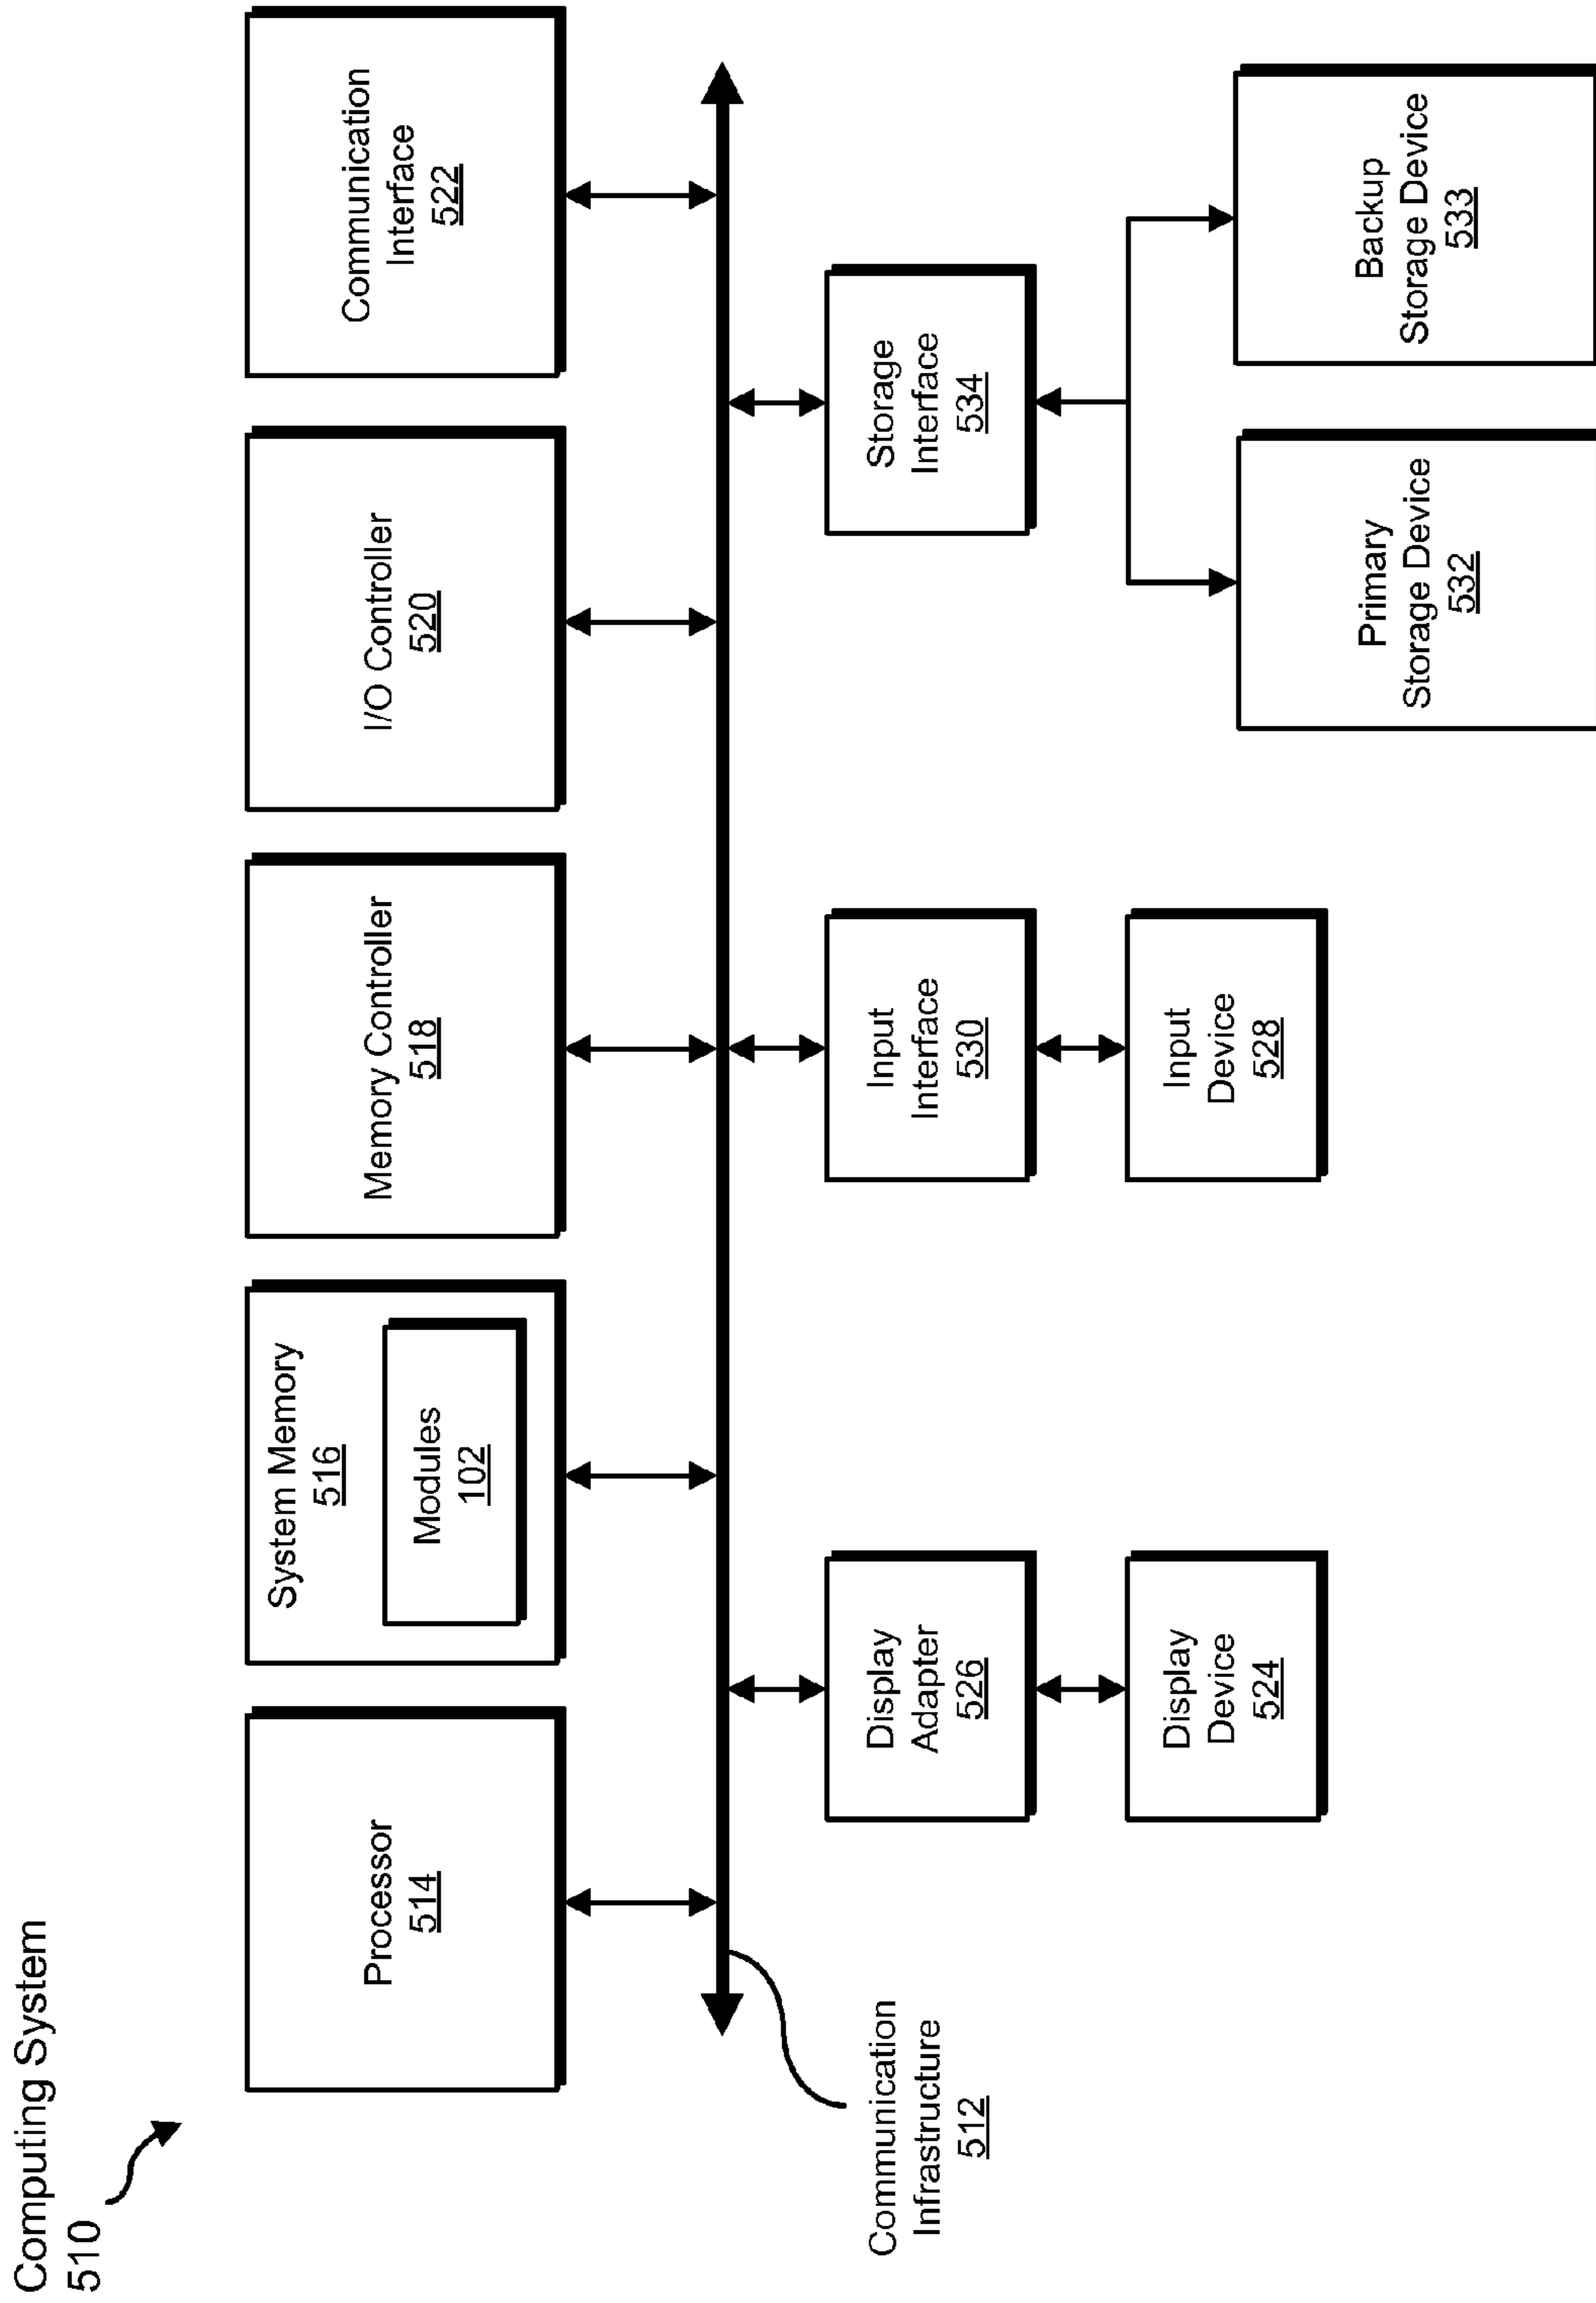 Computing System
510
Processor
514
System Memory
516
Modules
102
Memory Controller
518
I/O Controller
520
Communication
Interface
522
Communication
Infrastructure
512
Display
Adapter
526
Input
Interface
530
Storage
Interface
534
Display
Device
524
Input
Device
528
Primary
Storage Device
532
Backup
Storage Device
533